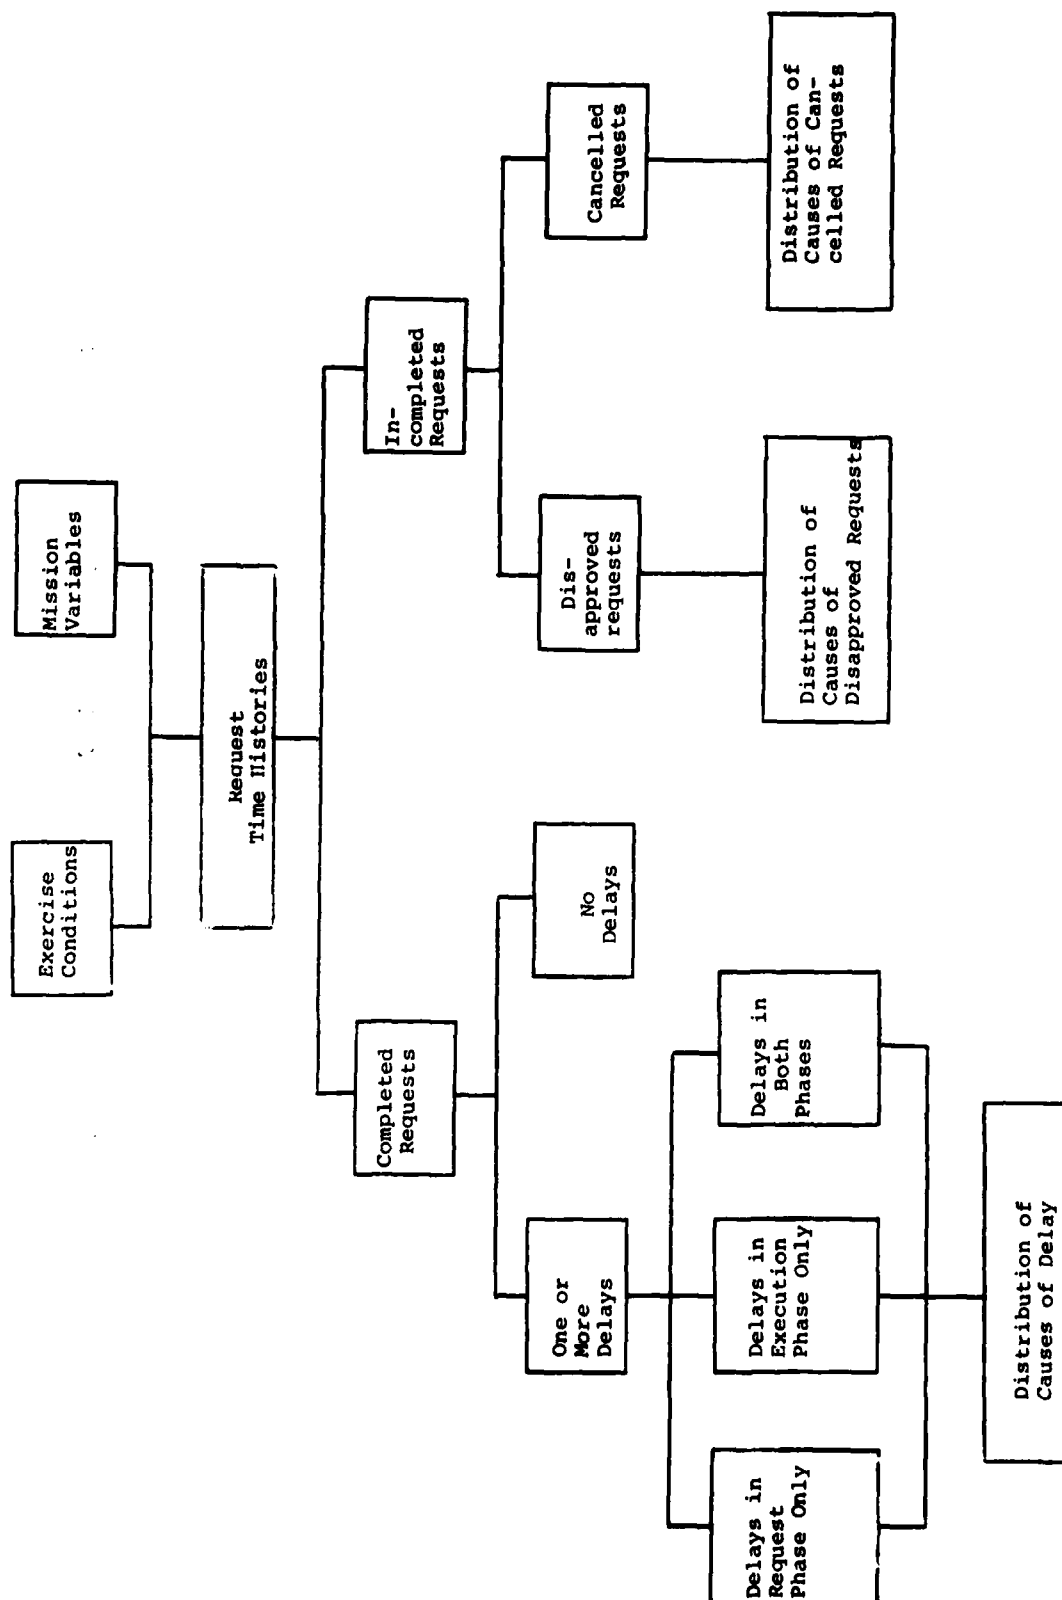 Exercise
Conditions
Mission
Variables
Request
Time Histories
Completed
Requests
In-
completed
Requests
One or
More
Delays
No
Delays
Dis-
approved
requests
Cancelled
Requests
Delays in
Request
Phase Only
Delays in
Execution
Phase Only
Delays in
Both
Phases
Distribution of
Causes of
Disapproved Requests
Distribution of
Causes of Can-
celled Requests
Distribution of
Causes of Delay